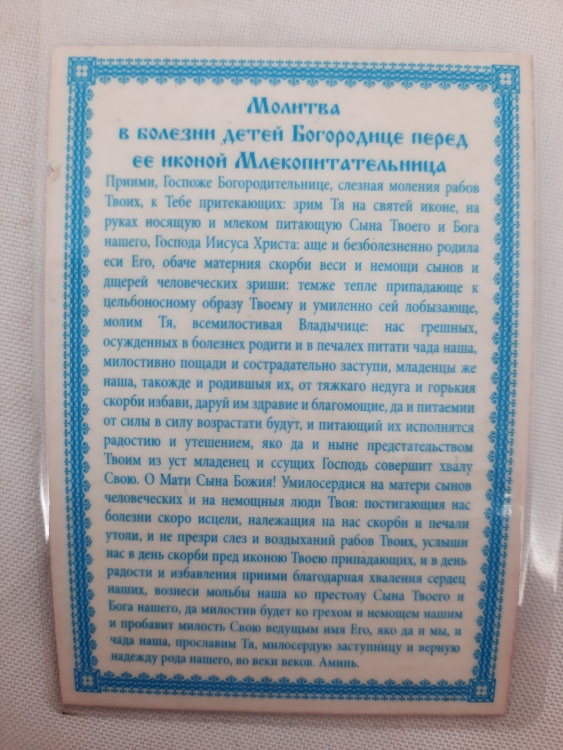 Молитва
в болезни детей Богородице перед
ее иконой Млекопитательница
Приими, Госпоже Богородительнице, слезная моления рабов
Твоих, к Тебе притекающих: зрим Тя на святей иконе, на
руках носящую и млеком питающую Сына Твоего и Бога
нашего, Господа Иисуса Христа: аще и безболезненно родила
еси Его, обаче материя скорби веси и немощи сынов и
дщерей человеческих зриши: темже тепле припадающе к
цельбоносному образу Твоему и умиленно сей лобызающе,
молим Тя, всемилостивая Владычице: нас грешных,
осужденных в болезнех родити и в печалех питати чада наша,
милостивно пощади и сострадательно заступи, младенцы же
наша, такожде и родившыя их, от тяжкаго недуга и горькия
скорби избави, даруй им здравие и благомощие, да и питаемии
от силы в силу возрастати будут, и питающий их исполнятся
радостию и утешением, яко да и ныне предстательством
Твоим из уст младенец и ссущих Господь совершит хвалу
Свою. О Мати Сына Божия! Умилосердися на матери сынов
человеческих и на немощныя люди Твоя: постигающия нас
болезни скоро исцели, належащия па нас скорби и печали
утоли, и не презри слез и воздыханий рабов Твоих, услыши
нас в день скорби пред иконою Твоею припадающих, и в день
радости и избавления приими благодарная хваления сердец
наших, вознеси мольбы наша ко престолу Сына Твоего и
Бога нашего, да милостив будет ко грехом и немощем нашим
и пробавит милость Свою ведущым имя Его, яко да и мы, и
чада наша, прославим Тя, милосердую заступницу и верную
надежду рода нашего, во веки веков. Аминь.